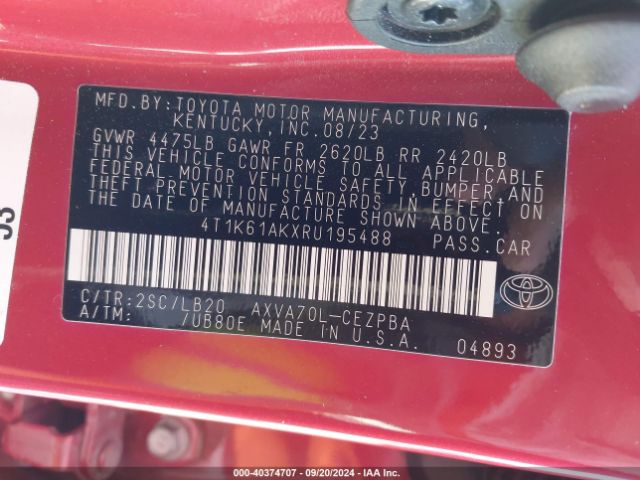 MFD.BY:TOYOTA MOTOR MANUFACTURING,
KENTUCKY,INC.08/23
GVWR 4475LB GAWR FR 2620LB RR 2420LB
THIS VEHICLE CONFORMS TO ALL APPLICABLE
FEDERAL MOTOR VEHICLE SAFETY,BUMPER,AND
THEFT PREVENTION STANDARDS IN EFFECT ON
THE DATE OF MANUFACTURE SHOWN ABOVE.
4T1K61AKXRU195488 PASS.CAR
C/TR:2SC/LB20 AXVA70L-CEZPBA
A/TM: /UB80E MADE IN U.S.A. 04893
40374707 - 09/20/2024 - IAA Inc.